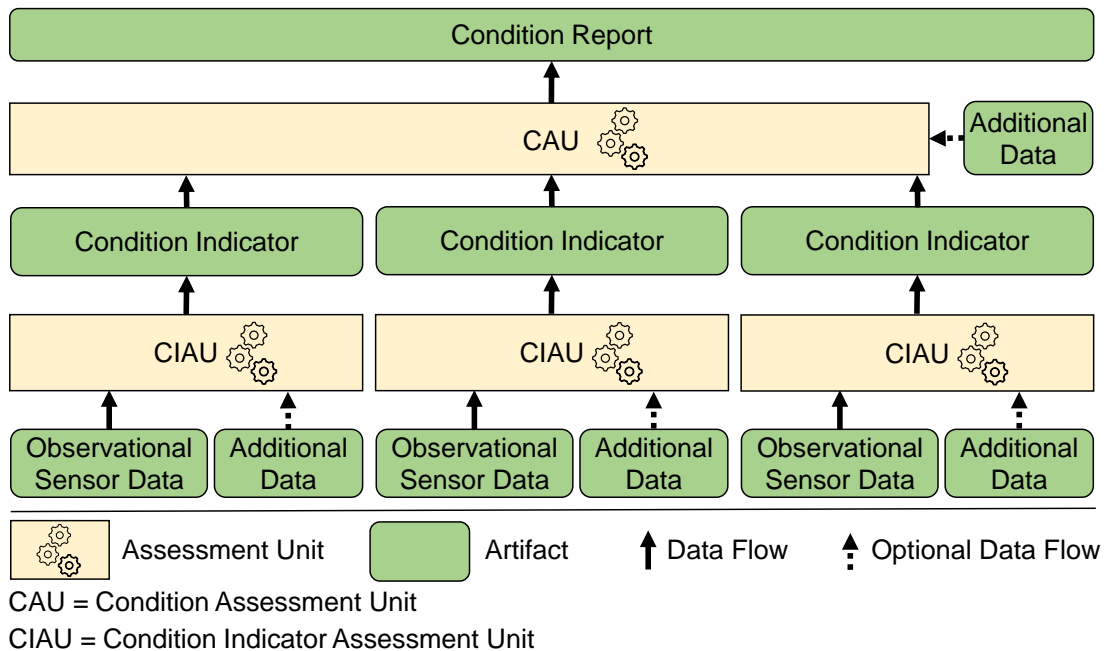 Condition Report
CAU
Additional
Data
Condition Indicator
Condition Indicator
Condition Indicator
CIAU
CIAU
CIAU
Observational
Sensor Data
Additional
Data
Observational
Sensor Data
Additional
Data
Observational
Sensor Data
Additional
Data
Assessment Unit
Artifact
Data Flow
Optional Data Flow
CAU = Condition Assessment Unit
CIAU = Condition Indicator Assessment Unit